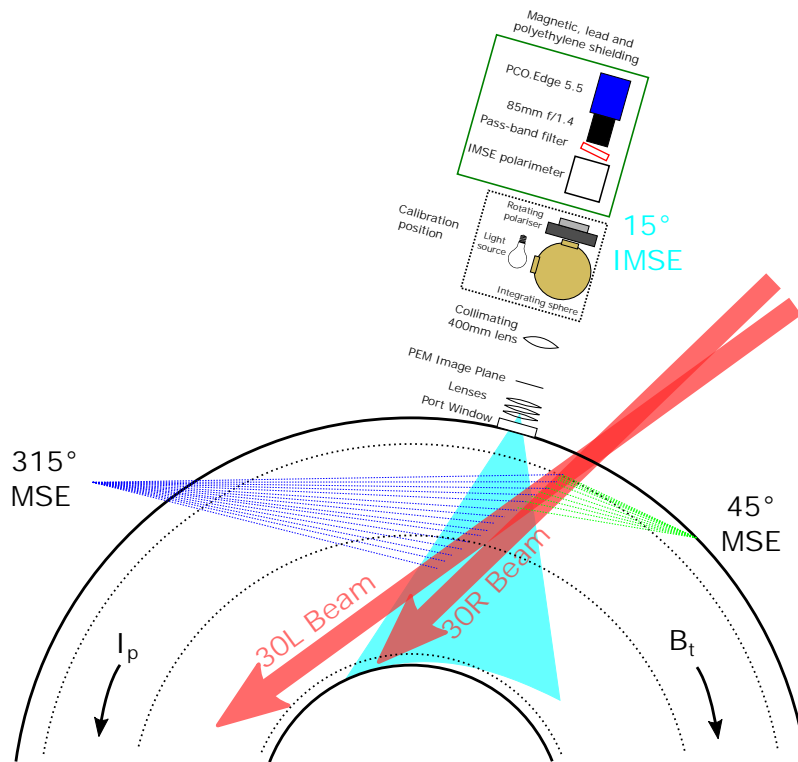 Magnetic, lead and
polyethylene shielding
PCO.Edge 5.5
85mm f/1.4
Pass-band filter
IMSE polarimeter
Calibration
position
Rotating
polariser
Light
source
Integrating sphere
15°
IMSE
Collimating
400mm lens
PEM Image Plane
Lenses
Port Window
315°
MSE
45°
MSE
30L Beam
30R Beam
Iₚ
Bₜ